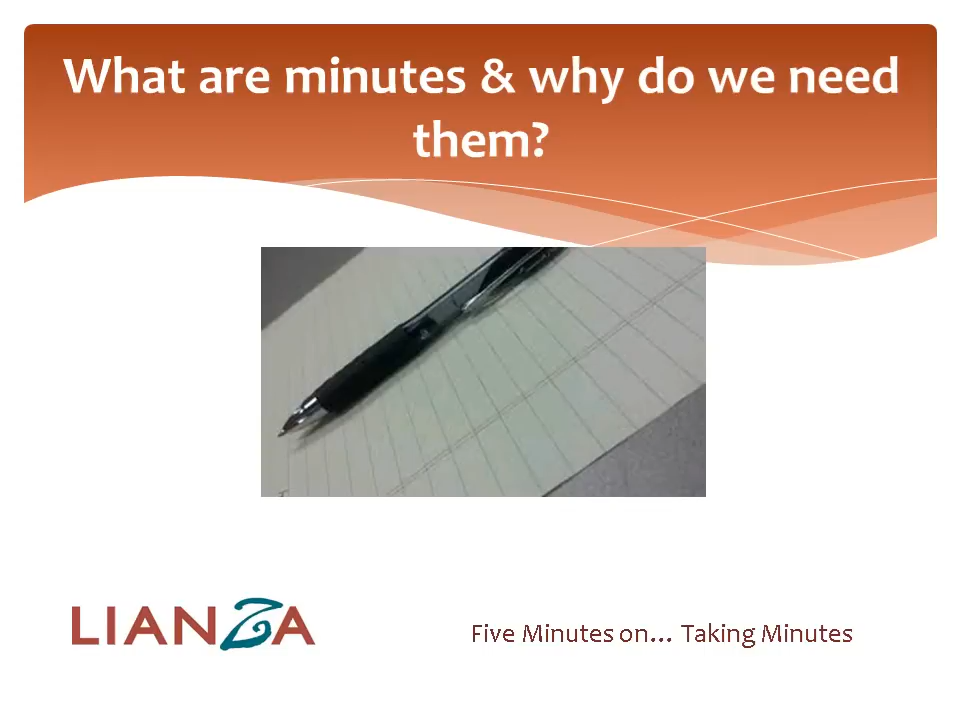 What are minutes & why do we need
them?
LIANZA
Five Minutes on… Taking Minutes